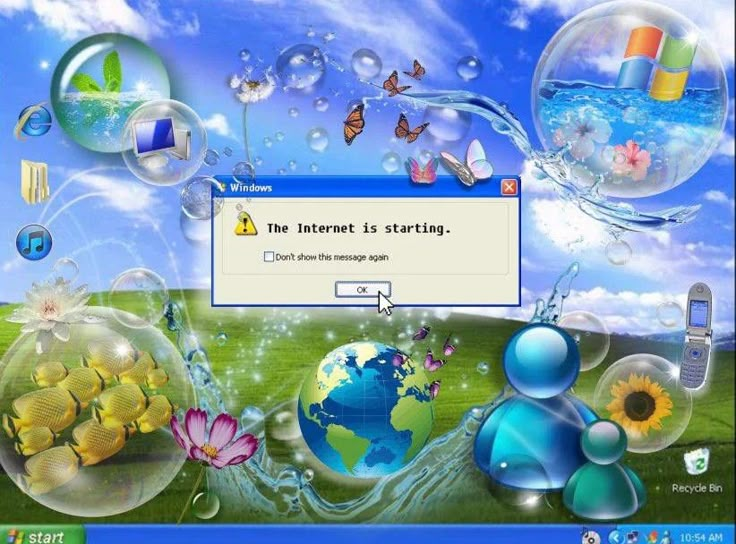 Windows
The Internet is starting.
Don't show this message again
OK
Recycle Bin
start
10:54 AM